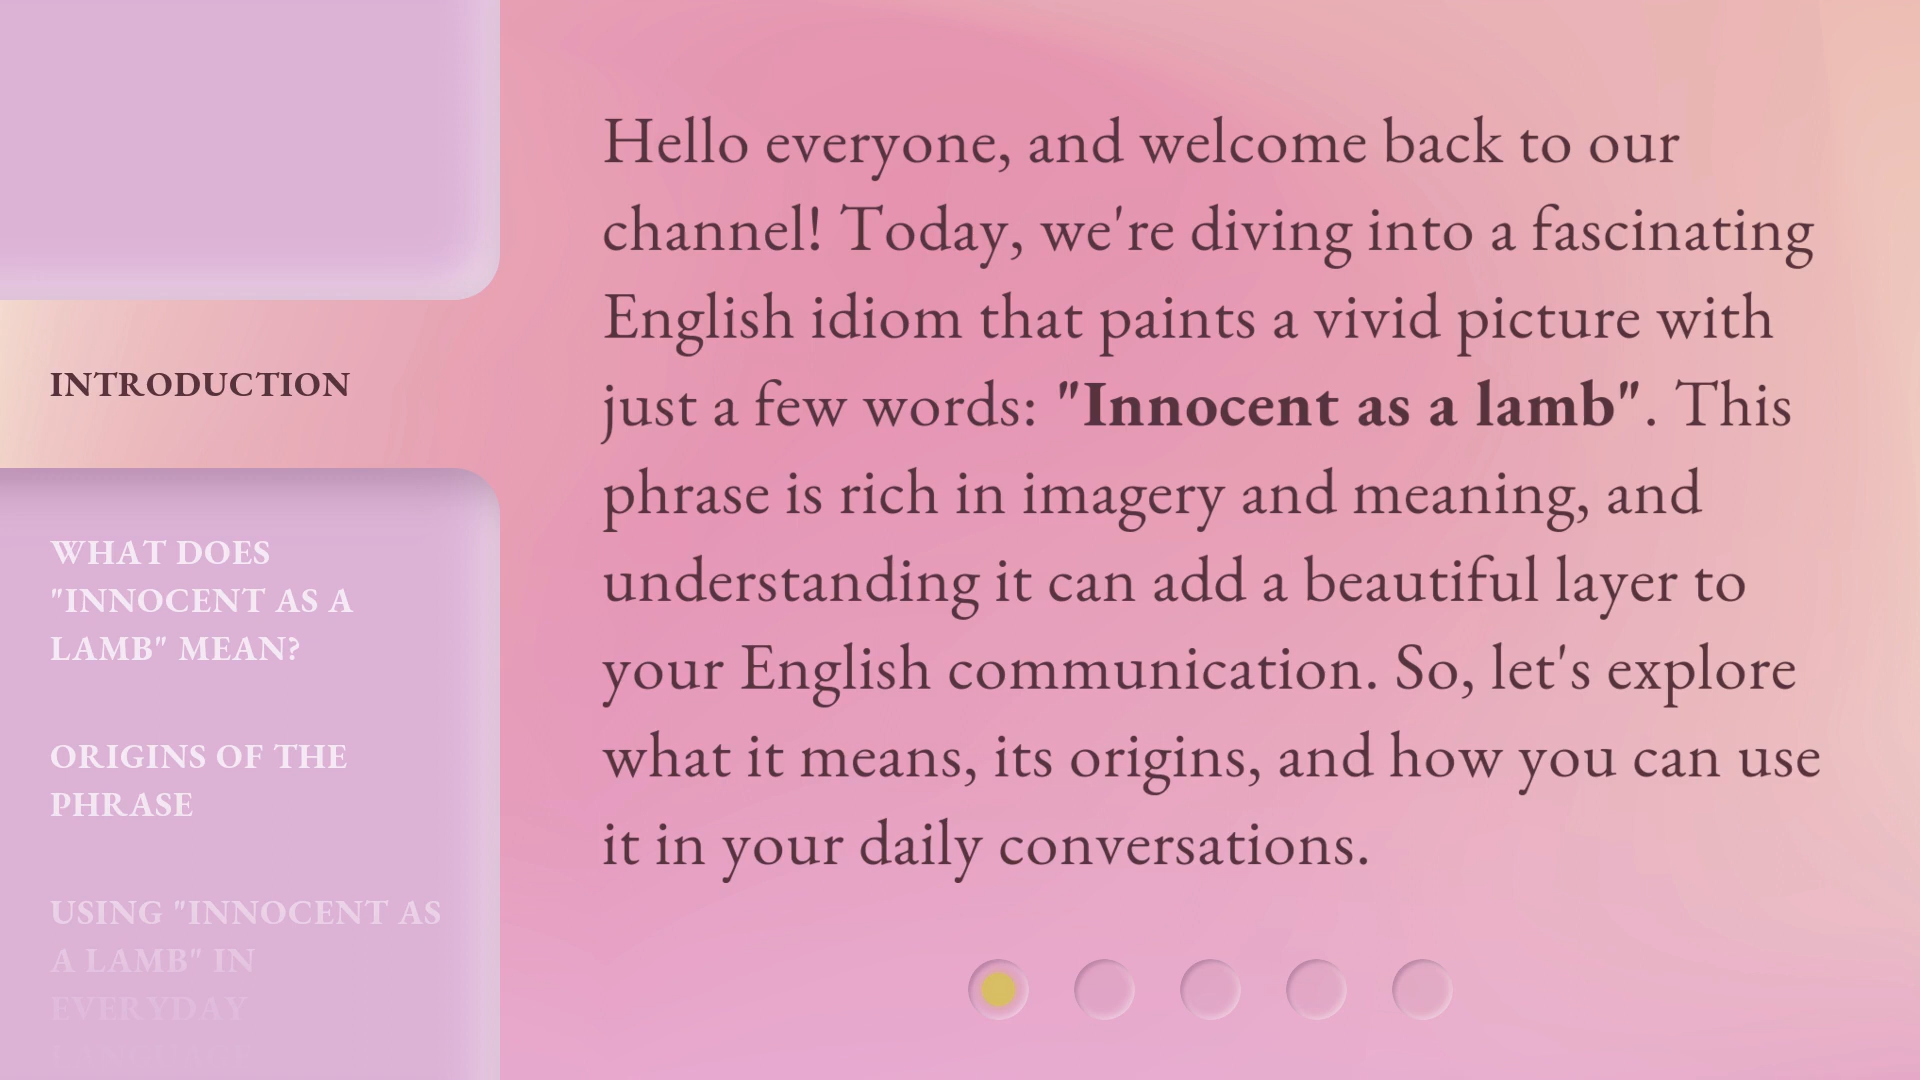 INTRODUCTION
WHAT DOES
"INNOCENT AS A
LAMB" MEAN?
ORIGINS OF THE
PHRASE
USING "INNOCENT AS
A LAMB" IN
EVERYDAY
LANGUAGE
Hello everyone, and welcome back to our
channel! Today, we're diving into a fascinating
English idiom that paints a vivid picture with
just a few words: "Innocent as a lamb". This
phrase is rich in imagery and meaning, and
understanding it can add a beautiful layer to
your English communication. So, let's explore
what it means, its origins, and how you can use
it in your daily conversations.